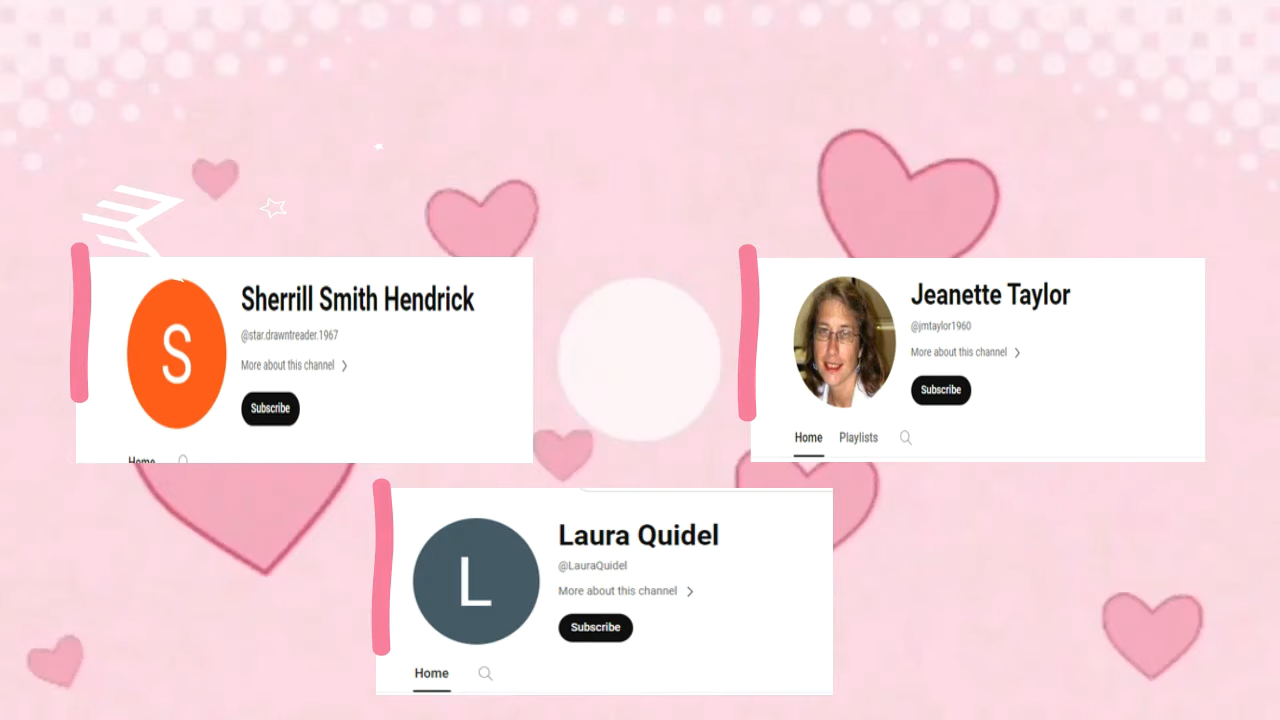 S
Sherrill Smith Hendrick
@star.drawntreader.1967
More about this channel
Subscribe
Home
Jeanette Taylor
@jmtaylor1960
More about this channel
Subscribe
Home Playlists
L
Laura Quidel
@LauraQuidel
More about this channel
Subscribe
Home